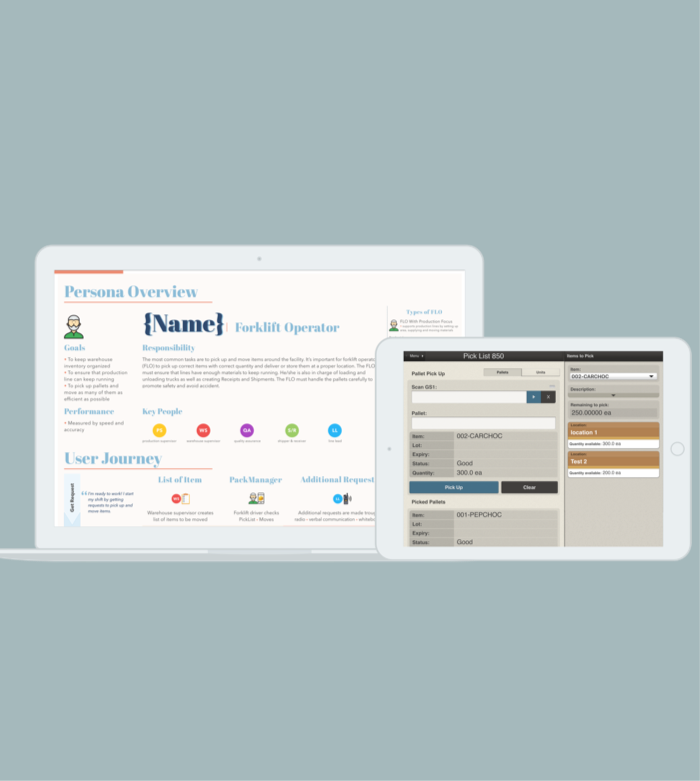 Persona Overview
{Name} Forklift Operator
Types of FLO
FLO With Production Focus
Goals
• To keep warehouse
inventory organized
• To ensure that production
line can keep running
• To pick up pallets and
move as many of them as
efficient as possible
Responsibility
The most common tasks are to pick up and move items around the facility. It's important for forklift operat
(FLO) to pick up correct items with correct quantity and deliver or store them at a proper location. The FLO
must ensure that lines have enough materials to keep running. He/she is also in charge of loading and
unloading trucks as well as creating Receipts and Shipments. The FLO must handle the pallets carefully to
promote safety and avoid accident.
Performance
• Measured by speed and
accuracy
Key People
PS
WS
QA
S/R
LL
production supervisor
warehouse supervisor
quality assurance
shipper & receiver
line lead
User Journey
Get Request
I'm ready to work! I start
my shift by getting
requests to pick up and
move items
List of Item
WS
Warehouse supervisor creates
list of items to be moved
PackManager
Forklift driver checks
PickList - Moves
Additional Request
LL
Additional requests are made trou
radio - verbal communication - whitebo
Menu
Pick List 850
Items to Pick
Pallet Pick Up
Pallets
Units
Scan GS1:
Pallet:
Item: 002-CARCHOC
Lot:
Expiry:
Status: Good
Quantity: 300.0 ea
Pick Up
Clear
Picked Pallets
Item: 001-PEPCHOC
Lot:
Expiry:
Status: Good
Item:
002-CARCHOC
Description:
Remaining to pick:
250.00000 ea
Location
location 1
Quantity available: 300.0 ea
Location
Test 2
Quantity available: 200.0 ea